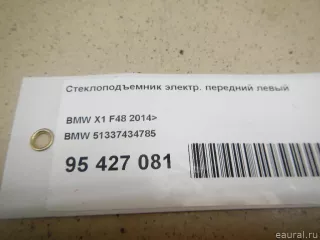 Стеклоподъемник электр. передний левый
BMW X1 F48 2014>
BMW 51337434785
95 427 081
© eaural.ru